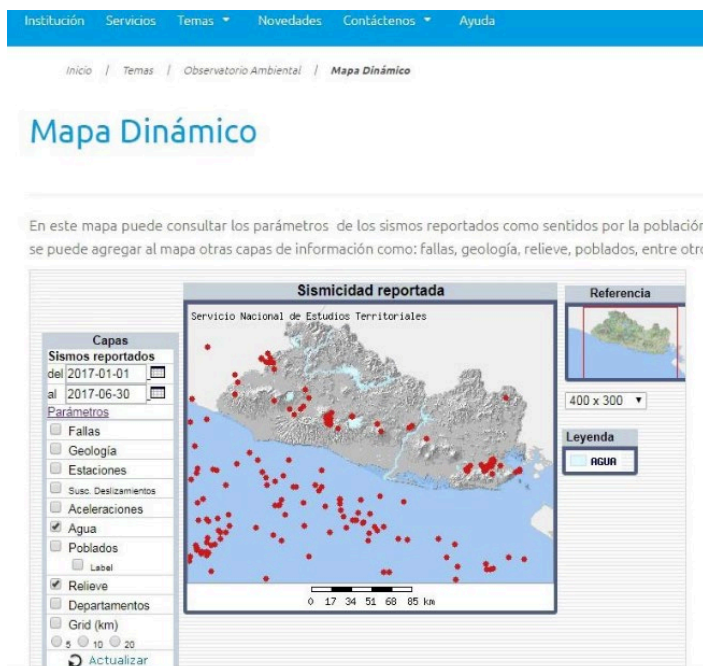 Institución Servicios Temas Novedades Contáctenos Ayuda
Inicio / Temas / Observatorio Ambiental / Mapa Dinámico
Mapa Dinámico
En este mapa puede consultar los parámetros de los sismos reportados como sentidos por la población
se puede agregar al mapa otras capas de información como: fallas, geología, relieve, poblados, entre otro
Sismicidad reportada
Servicio Nacional de Estudios Territoriales
Capas
Sismos reportados
del 2017-01-01
al 2017-06-30
Parámetros
Fallas
Geología
Estaciones
Susc. Deslizamientos
Aceleraciones
Agua
Poblados
Label
Relieve
Departamentos
Grid (km)
5 10 20
Actualizar
0 17 34 51 68 85 km
Referencia
400 x 300
Leyenda
AGUA